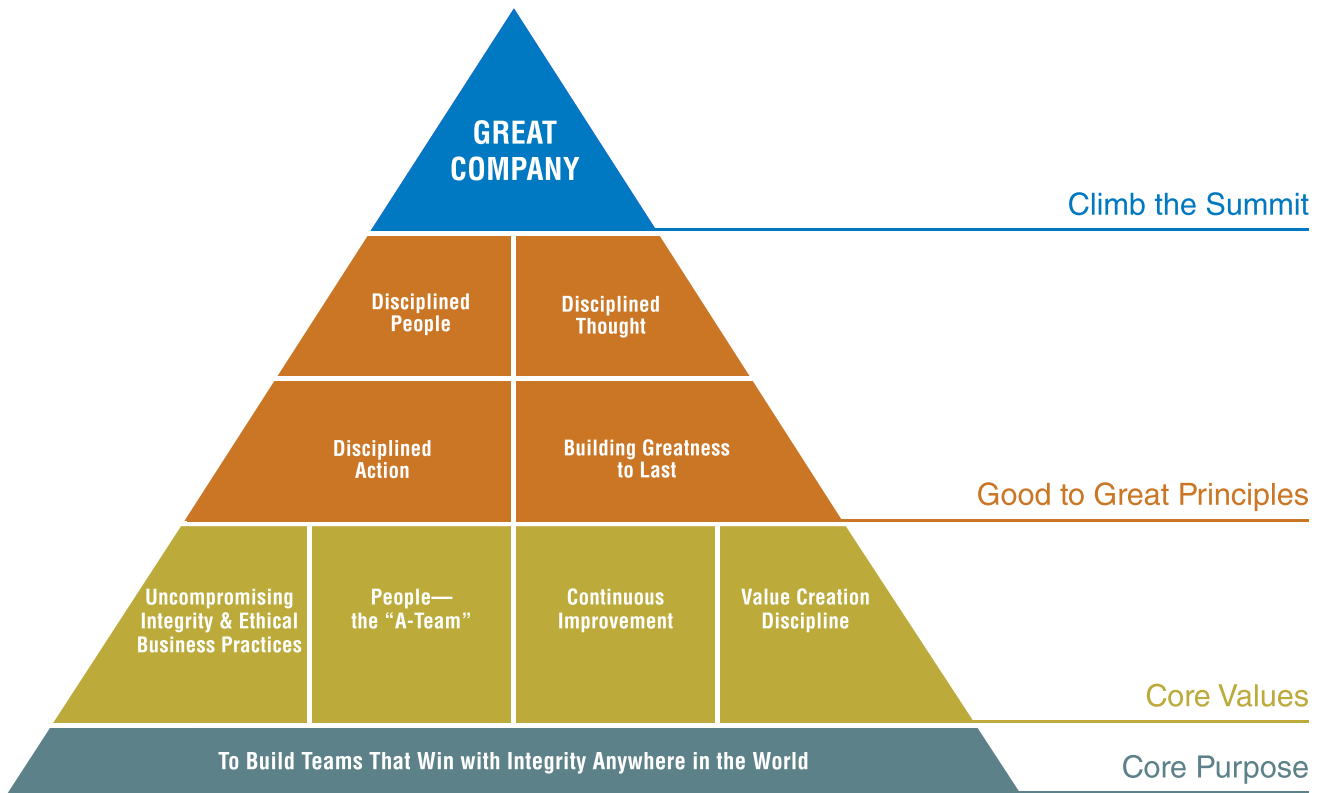 GREAT
COMPANY
Climb the Summit
Disciplined
People
Disciplined
Thought
Disciplined
Action
Building Greatness
to Last
Good to Great Principles
Uncompromising
Integrity & Ethical
Business Practices
People—
the “A-Team”
Continuous
Improvement
Value Creation
Discipline
Core Values
To Build Teams That Win with Integrity Anywhere in the World
Core Purpose